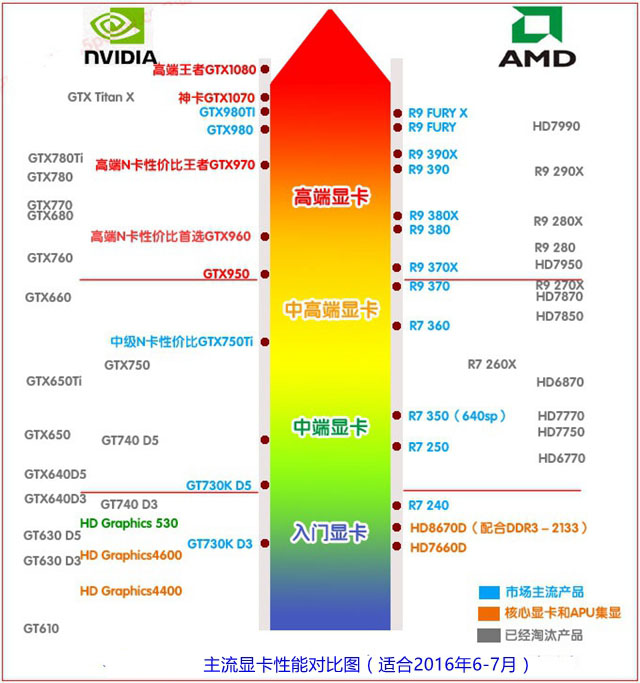 nVIDIA
AMD
高端王者GTX1080
GTX Titan X
神卡GTX1070
GTX980TI
R9 FURY X
GTX980
R9 FURY
HD7990
GTX780Ti
高端N卡性价比王者GTX970
R9 390X
R9 390
R9 290X
GTX780
高端显卡
GTX770
GTX680
R9 380X
R9 380
R9 280X
高端N卡性价比首选GTX960
R9 280
GTX760
GTX950
R9 370X
HD7950
R9 370
R9 270X
GTX660
HD7870
中高端显卡
HD7850
R7 360
中级N卡性价比GTX750Ti
GTX750
R7 260X
GTX650Ti
HD6870
R7 350（640sp）
HD7770
中端显卡
HD7750
GTX650
GT740 D5
R7 250
HD6770
GTX640D5
GT730K D5
GTX640D3
GT740 D3
R7 240
HD Graphics 530
入门显卡
HD8670D（配合DDR3－2133）
GT630 D5
GT730K D3
HD7660D
HD Graphics4600
GT630 D3
HD Graphics4400
市场主流产品
核心显卡和APU集显
GT610
已经淘汰产品
主流显卡性能对比图（适合2016年6-7月）